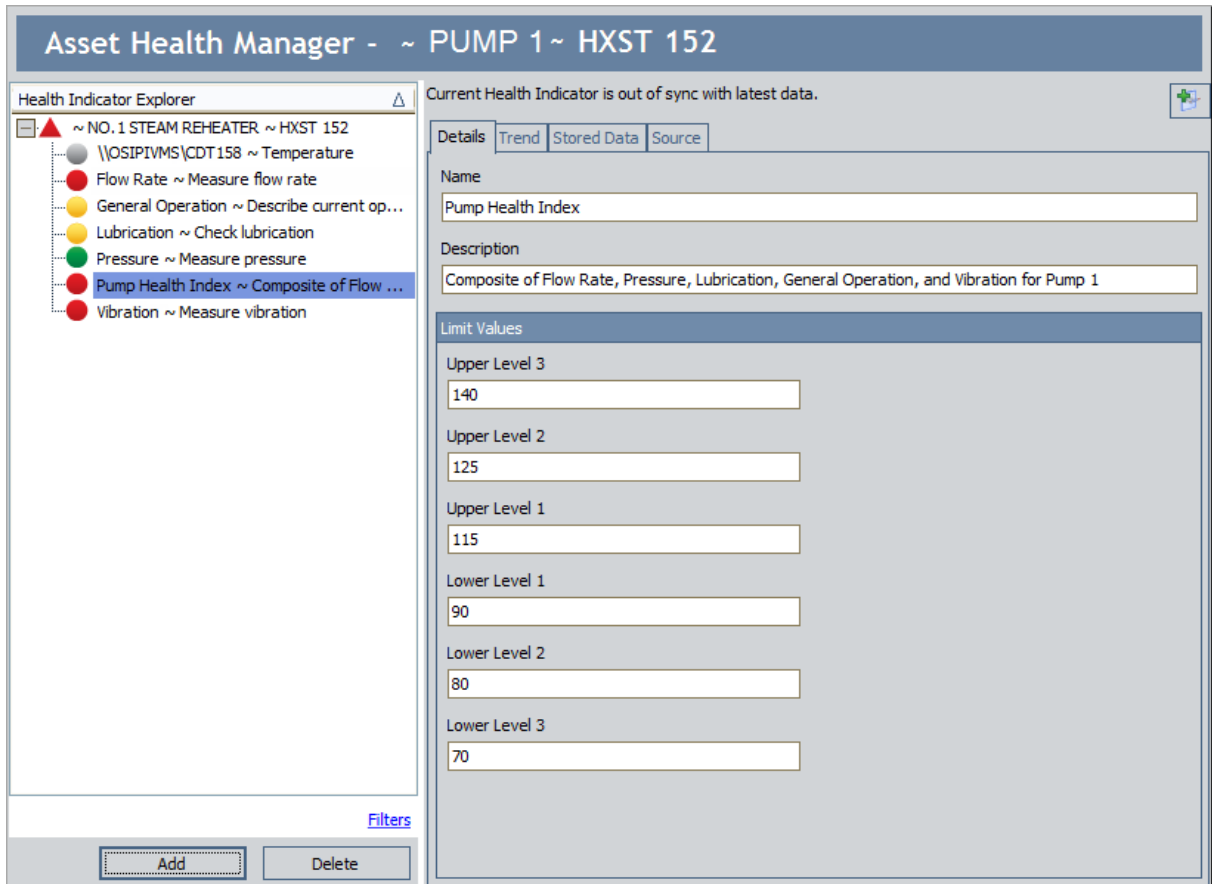 Asset Health Manager - ~ PUMP 1~ HXST 152
Health Indicator Explorer
~ NO. 1 STEAM REHEATER ~ HXST 152
\\OSIPIVMS\CDT158 ~ Temperature
Flow Rate ~ Measure flow rate
General Operation ~ Describe current op...
Lubrication ~ Check lubrication
Pressure ~ Measure pressure
Pump Health Index ~ Composite of Flow ...
Vibration ~ Measure vibration
Filters
Add Delete
Current Health Indicator is out of sync with latest data.
Details Trend Stored Data Source
Name
Pump Health Index
Description
Composite of Flow Rate, Pressure, Lubrication, General Operation, and Vibration for Pump 1
Limit Values
Upper Level 3
140
Upper Level 2
125
Upper Level 1
115
Lower Level 1
90
Lower Level 2
80
Lower Level 3
70